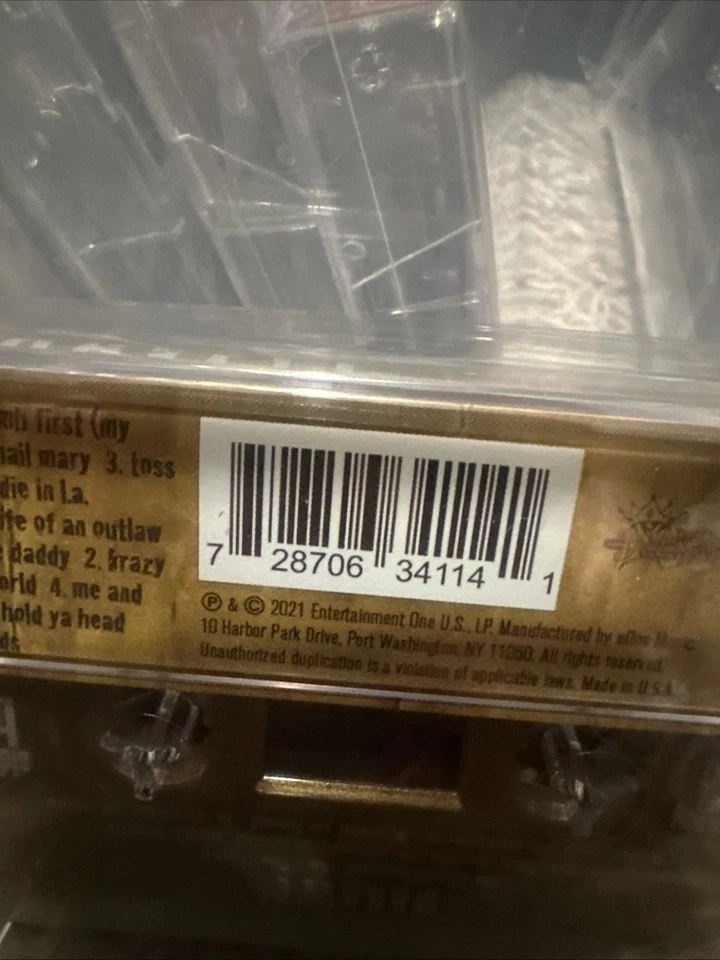 first (my
hail mary 3. toss
die in l.a.
life of an outlaw
daddy 2. krazy
world 4. me and
hold ya head
7 28706 34114 1
℗ & © 2021 Entertainment One U.S., LP. Manufactured by eOne Music
10 Harbor Park Drive, Port Washington, NY 11050. All rights reserved.
Unauthorized duplication is a violation of applicable laws. Made in U.S.A.